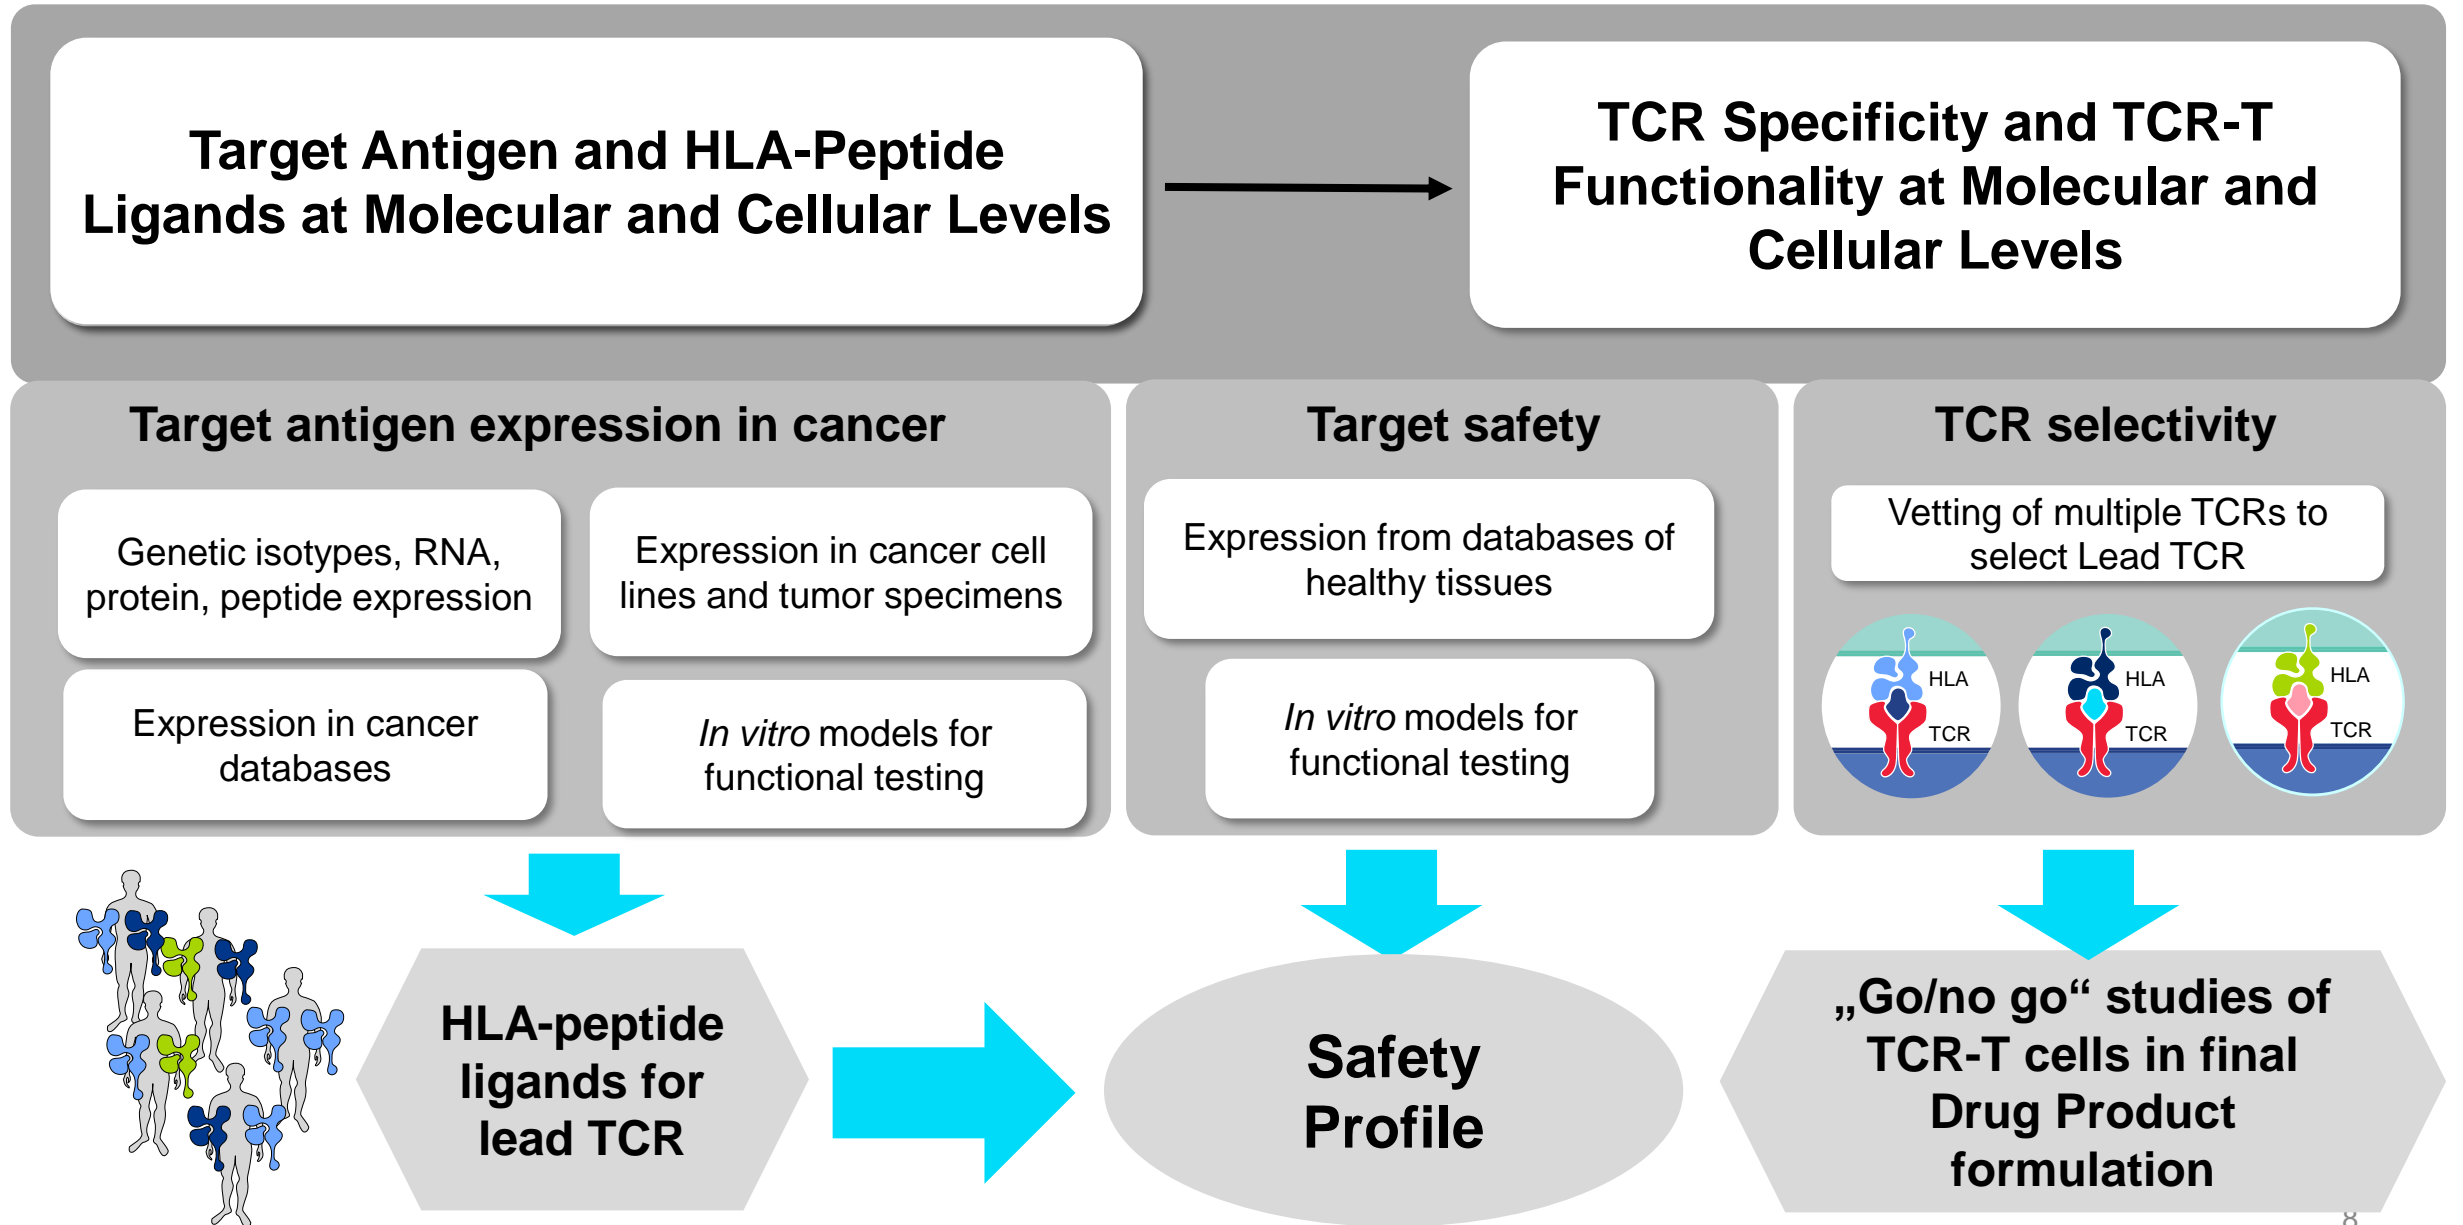 Target Antigen and HLA-Peptide
Ligands at Molecular and Cellular Levels
TCR Specificity and TCR-T
Functionality at Molecular and
Cellular Levels
Target antigen expression in cancer
Genetic isotypes, RNA,
protein, peptide expression
Expression in cancer cell
lines and tumor specimens
Expression in cancer
databases
In vitro models for
functional testing
Target safety
Expression from databases of
healthy tissues
In vitro models for
functional testing
TCR selectivity
Vetting of multiple TCRs to
select Lead TCR
HLA
TCR
HLA
TCR
HLA
TCR
HLA-peptide
ligands for
lead TCR
Safety
Profile
„Go/no go“ studies of
TCR-T cells in final
Drug Product
formulation
8